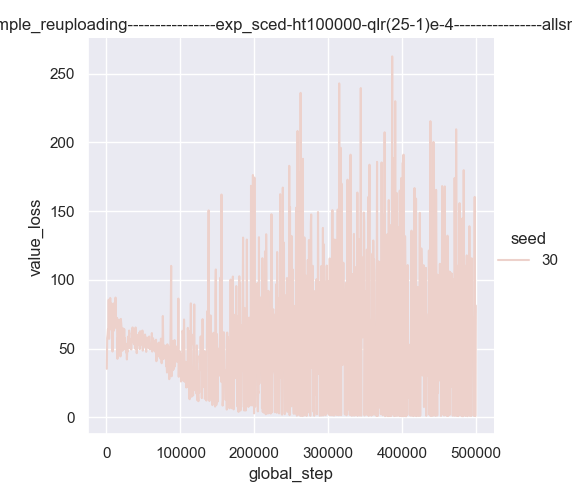 mple_reuploading----------------exp_sced-ht100000-qlr(25-1)e-4----------------allsr
250
200
150
100
50
0
value_loss
seed
30
0 100000 200000 300000 400000 500000
global_step